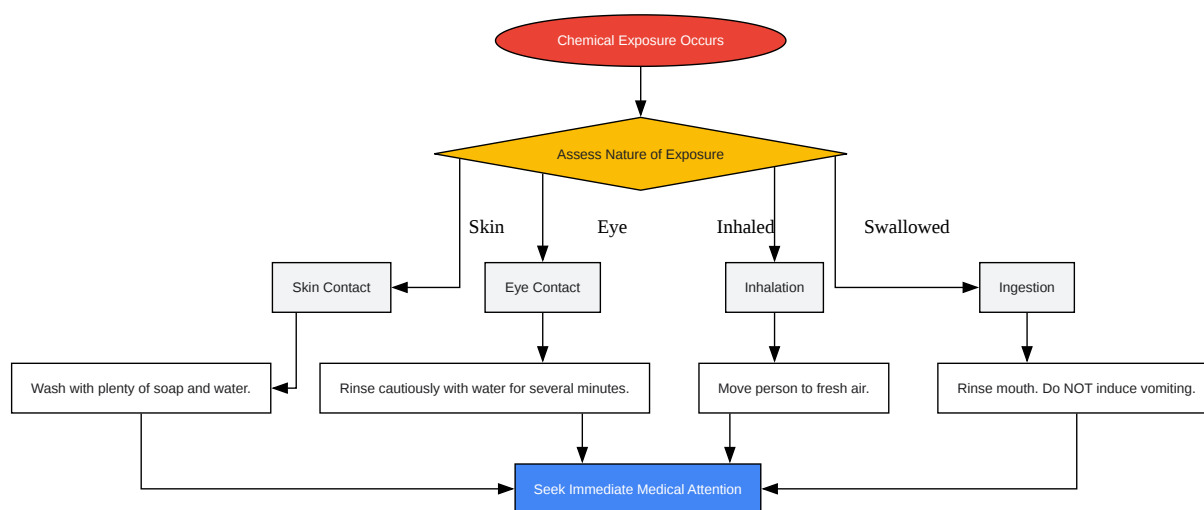 Chemical Exposure Occurs
Assess Nature of Exposure
Skin
Eye
Inhaled
Swallowed
Skin Contact
Eye Contact
Inhalation
Ingestion
Wash with plenty of soap and water.
Rinse cautiously with water for several minutes.
Move person to fresh air.
Rinse mouth. Do NOT induce vomiting.
Seek Immediate Medical Attention